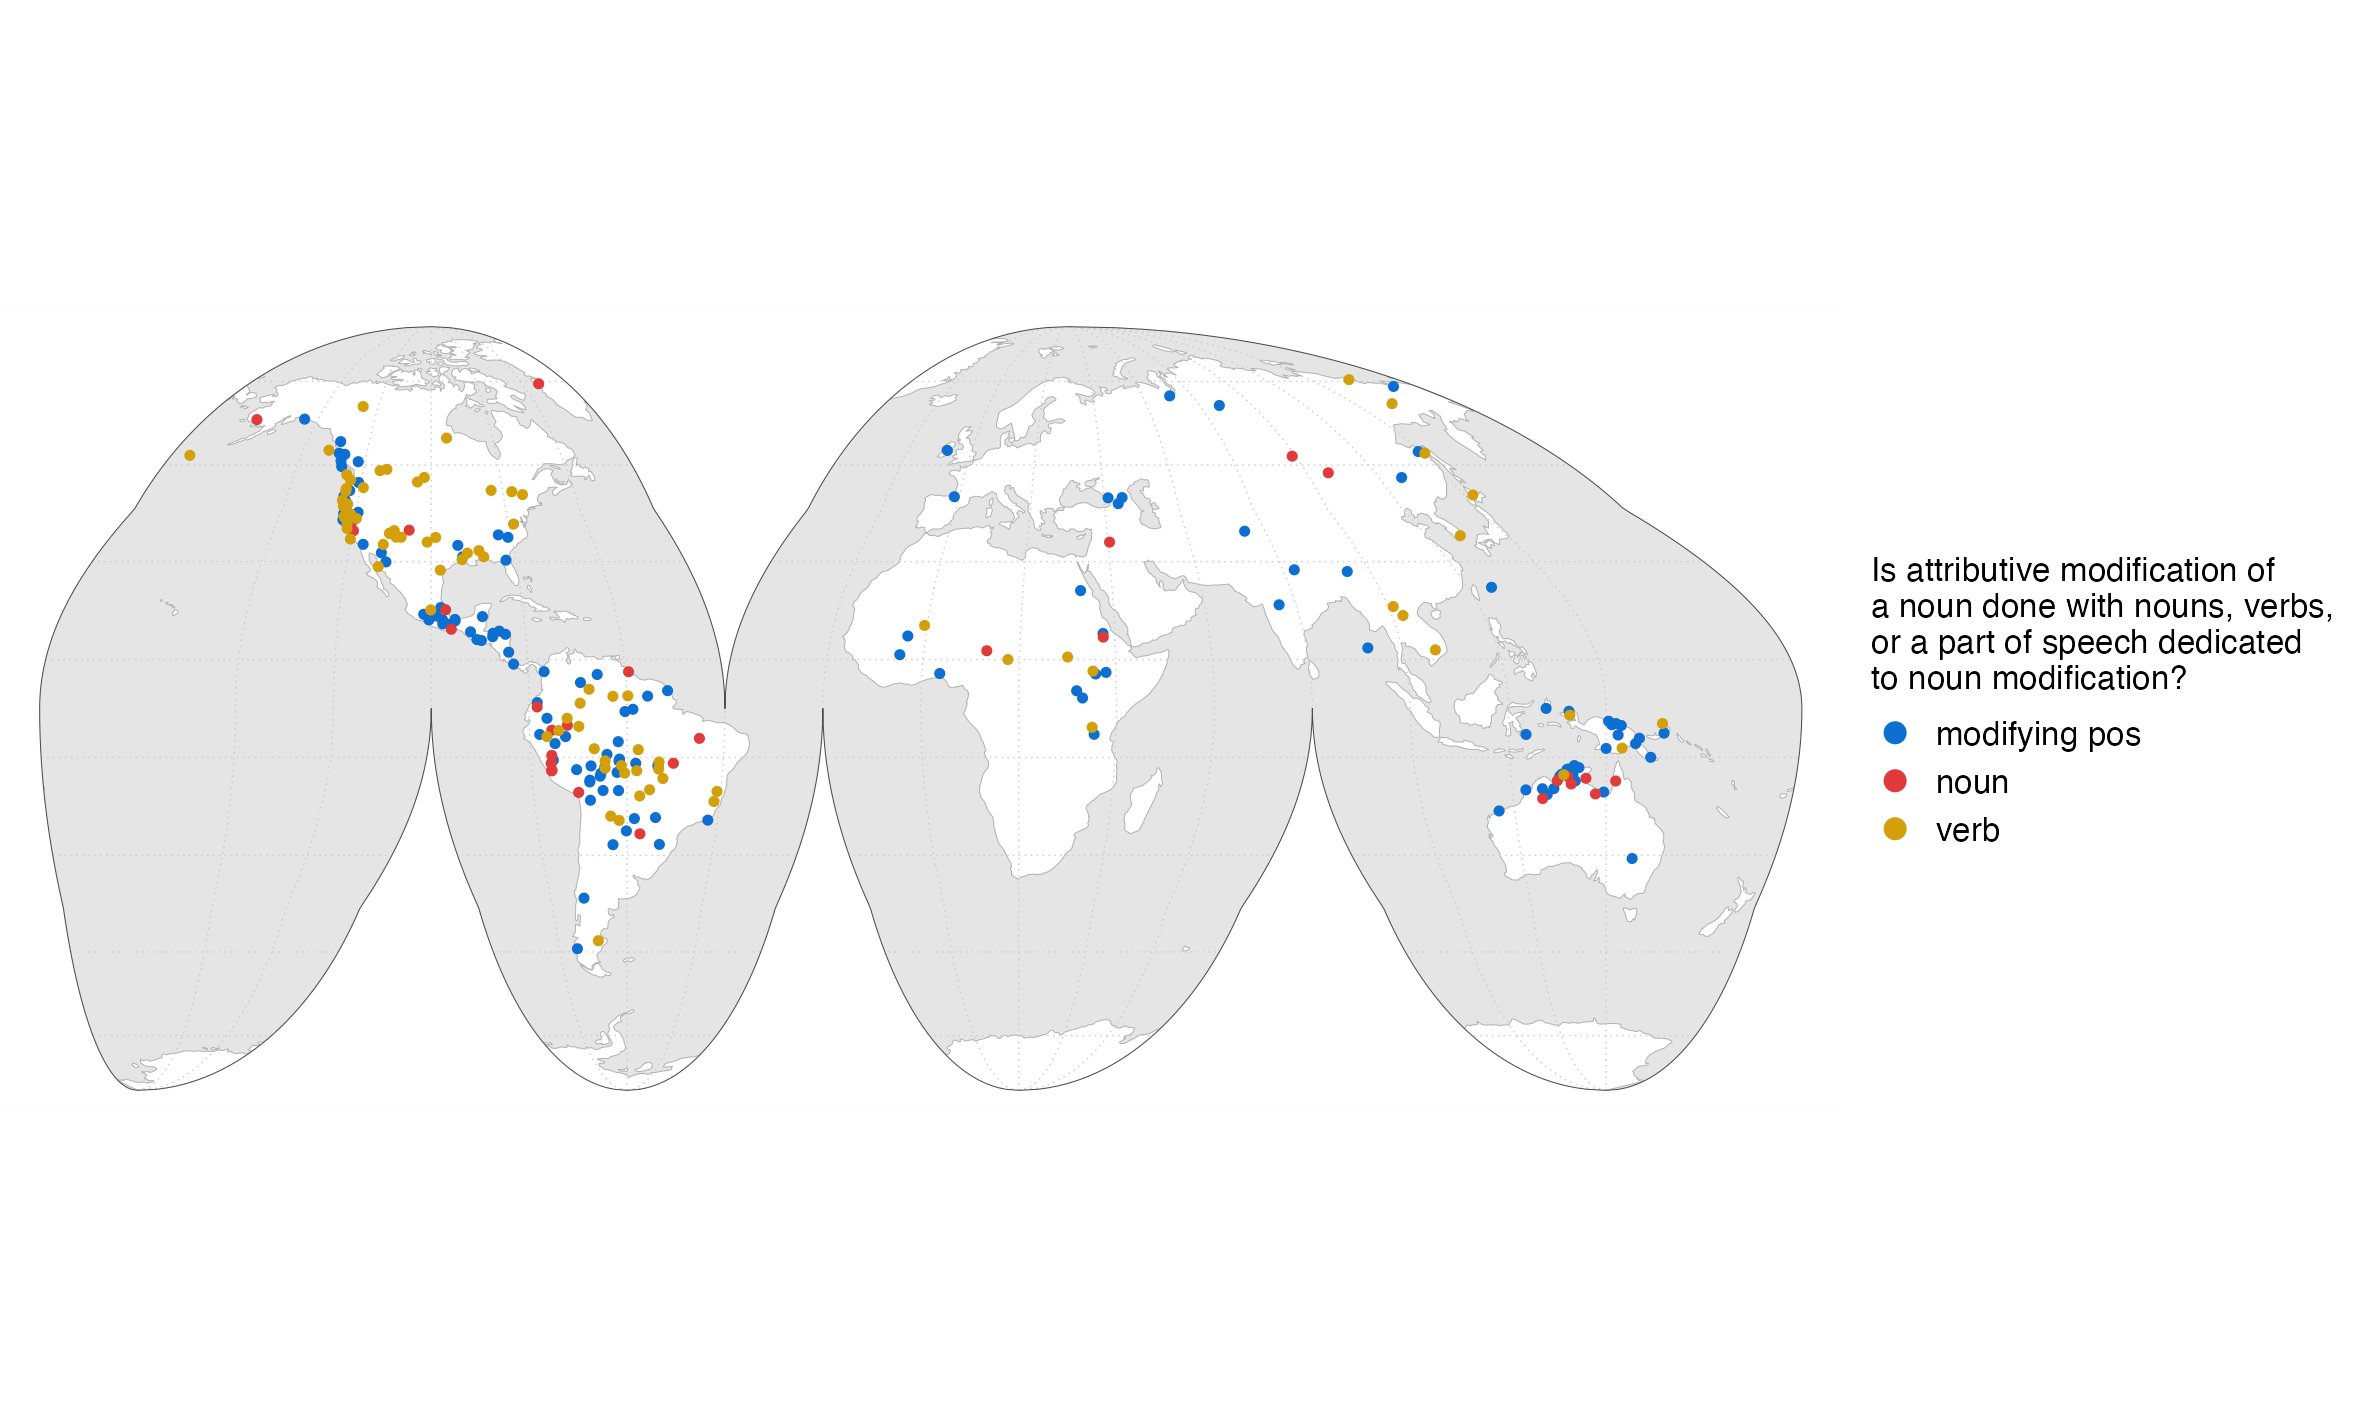 Is attributive modification of
a noun done with nouns, verbs,
or a part of speech dedicated
to noun modification?
modifying pos
noun
verb